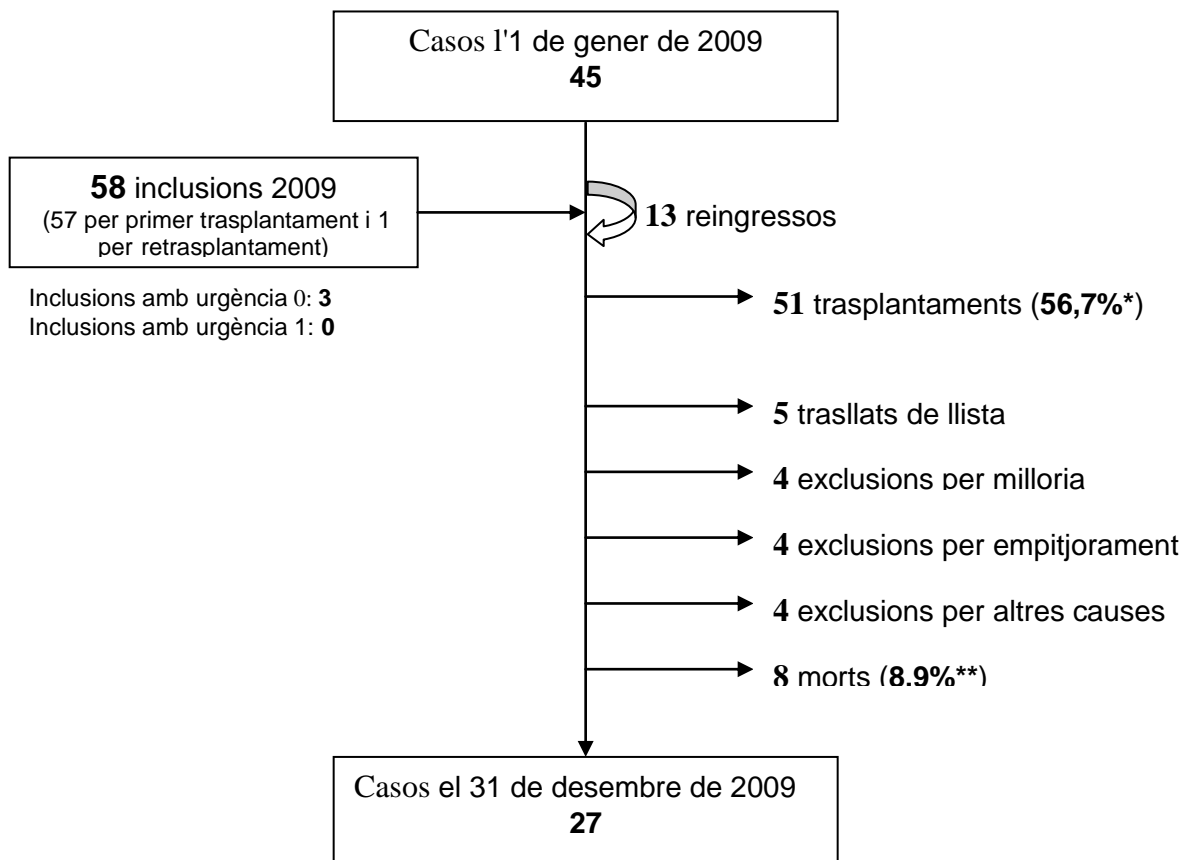 Casos l'1 de gener de 2009
45
58 inclusions 2009
(57 per primer trasplantament i 1
per retrasplantament)
13 reingressos
Inclusions amb urgència 0: 3
Inclusions amb urgència 1: 0
51 trasplantaments (56,7%*)
5 trasllats de llista
4 exclusions per milloria
4 exclusions per empitjorament
4 exclusions per altres causes
8 morts (8,9%**)
Casos el 31 de desembre de 2009
27